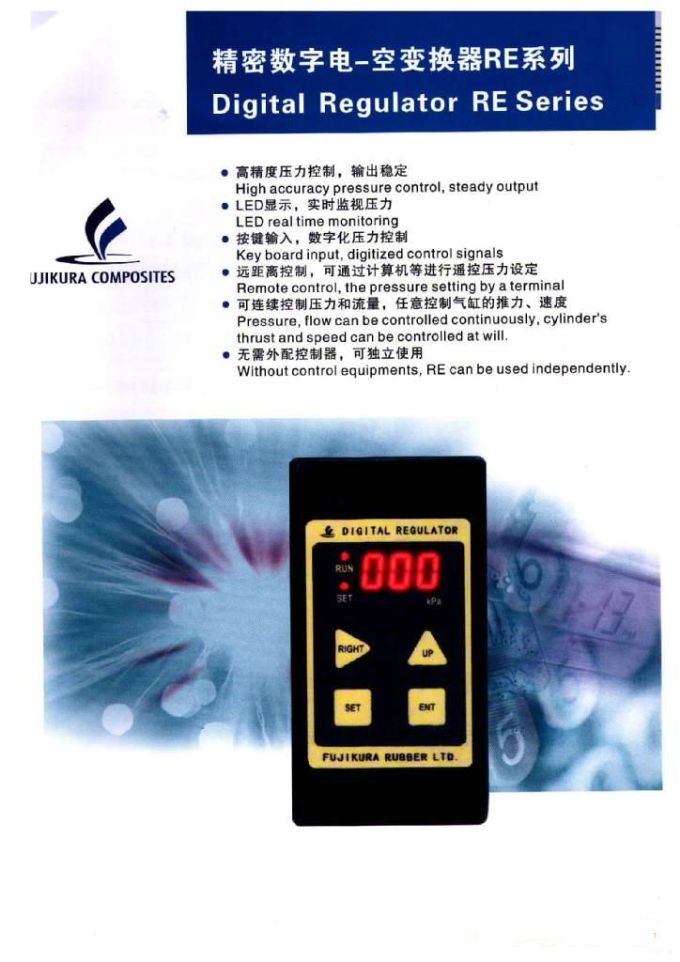 精密数字电-空变换器RE系列
Digital Regulator RE Series
• 高精度压力控制，输出稳定
High accuracy pressure control, steady output
• LED显示，实时监视压力
LED real time monitoring
• 按键输入，数字化压力控制
Key board input, digitized control signals
• 远距离控制，可通过计算机等进行遥控压力设定
Remote control, the pressure setting by a terminal
• 可连续控制压力和流量，任意控制气缸的推力、速度
Pressure, flow can be controlled continuously, cylinder's
thrust and speed can be controlled at will.
• 无需外配控制器，可独立使用
Without control equipments, RE can be used independently.
UJIKURA COMPOSITES
DIGITAL REGULATOR
RUN
000
SET
kPa
RIGHT
UP
SET
ENT
FUJIKURA RUBBER LTD.